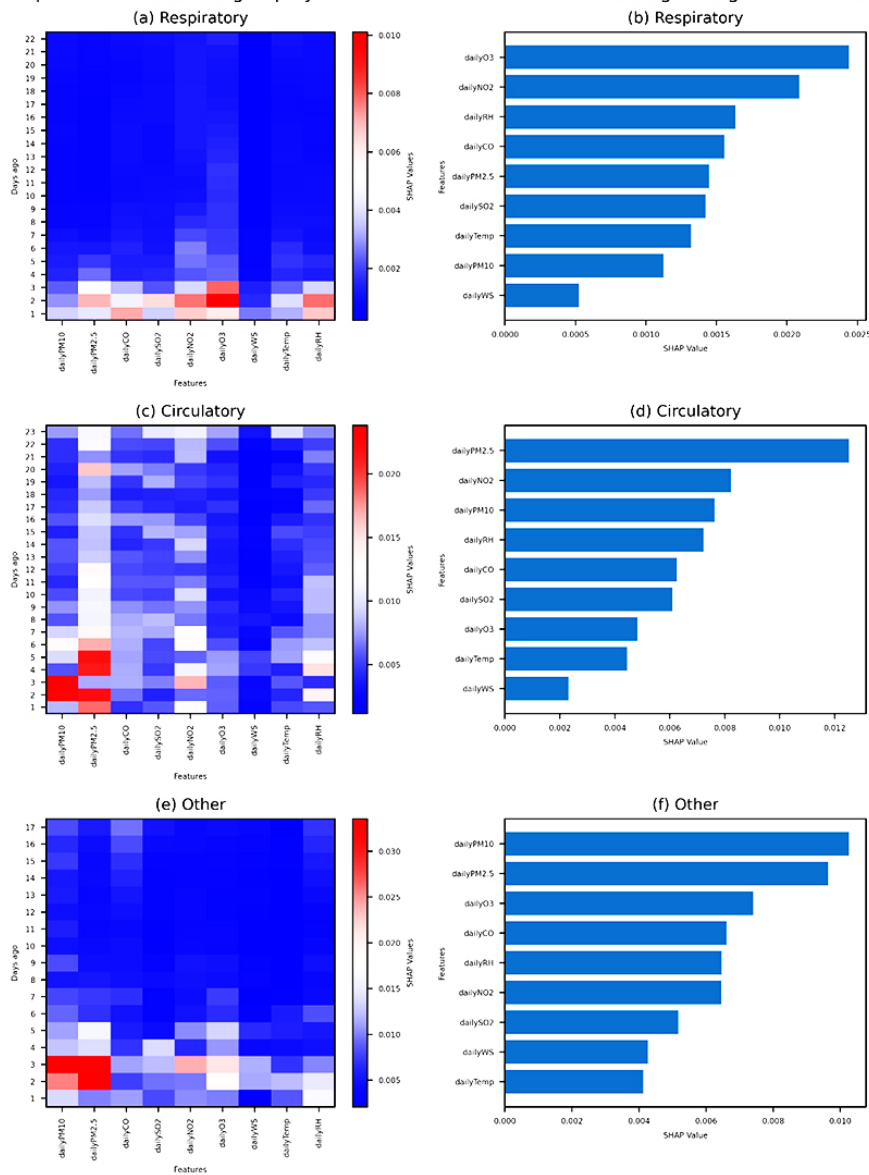 (a) Respiratory
22
21
20
19
18
17
16
15
14
13
12
11
10
9
8
7
6
5
4
3
2
1
Days ago
dailyPM10
dailyPM2.5
dailyCO
dailySO2
dailyNO2
dailyO3
dailyWS
dailyTemp
dailyRH
Features
0.010
0.008
0.006
0.004
0.002
SHAP Values
(b) Respiratory
dailyO3
dailyNO2
dailyRH
dailyCO
dailyPM2.5
dailySO2
dailyTemp
dailyPM10
dailyWS
Features
0.0000 0.0005 0.0010 0.0015 0.0020 0.0025
SHAP Value
(c) Circulatory
23
22
21
20
19
18
17
16
15
14
13
12
11
10
9
8
7
6
5
4
3
2
1
Days ago
dailyPM10
dailyPM2.5
dailyCO
dailySO2
dailyNO2
dailyO3
dailyWS
dailyTemp
dailyRH
Features
0.020
0.015
0.010
0.005
SHAP Values
(d) Circulatory
dailyPM2.5
dailyNO2
dailyPM10
dailyRH
dailyCO
dailySO2
dailyO3
dailyTemp
dailyWS
Features
0.000 0.002 0.004 0.006 0.008 0.010 0.012
SHAP Value
(e) Other
17
16
15
14
13
12
11
10
9
8
7
6
5
4
3
2
1
Days ago
dailyPM10
dailyPM2.5
dailyCO
dailySO2
dailyNO2
dailyO3
dailyWS
dailyTemp
dailyRH
Features
0.030
0.025
0.020
0.015
0.010
0.005
SHAP Values
(f) Other
dailyPM10
dailyPM2.5
dailyO3
dailyCO
dailyRH
dailyNO2
dailySO2
dailyWS
dailyTemp
Features
0.000 0.002 0.004 0.006 0.008 0.010
SHAP Value